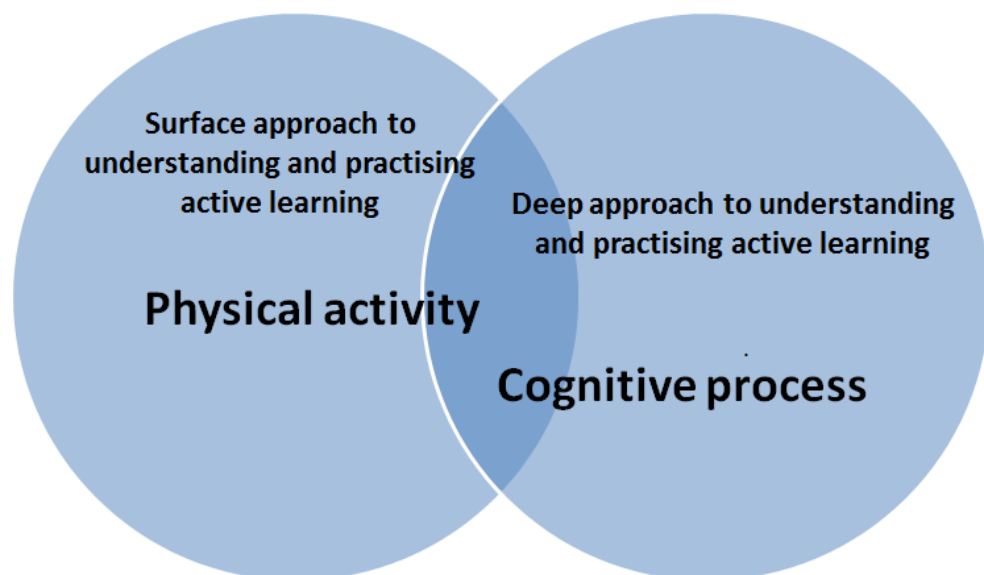 Surface approach to
understanding and practising
active learning
Physical activity
Deep approach to understanding
and practising active learning
Cognitive process